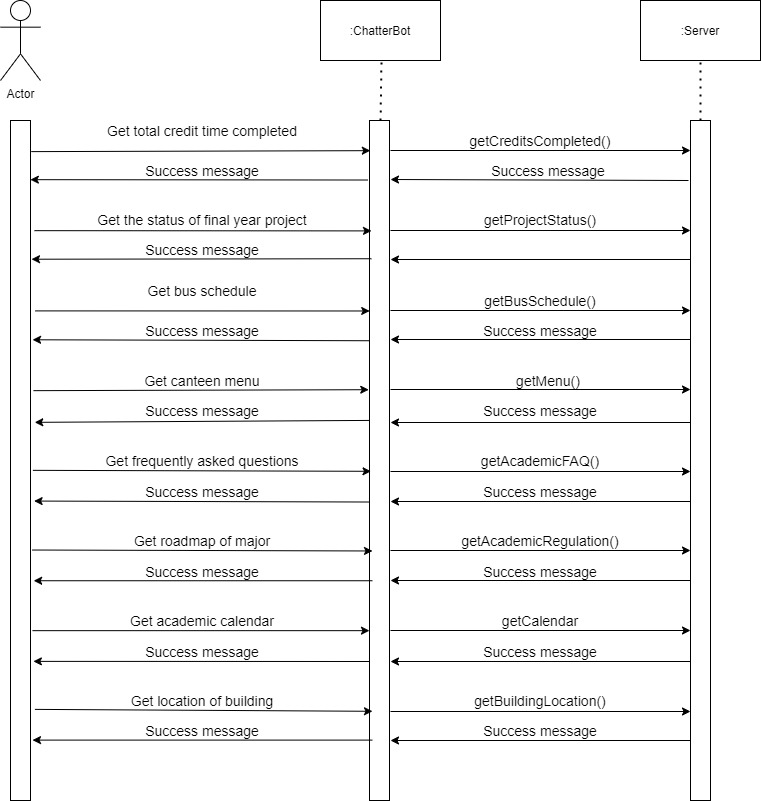 :ChatterBot
:Server
Actor
Get total credit time completed
getCreditsCompleted()
Success message
Success message
Get the status of final year project
getProjectStatus()
Success message
Get bus schedule
getBusSchedule()
Success message
Success message
Get canteen menu
getMenu()
Success message
Success message
Get frequently asked questions
getAcademicFAQ()
Success message
Success message
Get roadmap of major
getAcademicRegulation()
Success message
Success message
Get academic calendar
getCalendar
Success message
Success message
Get location of building
getBuildingLocation()
Success message
Success message